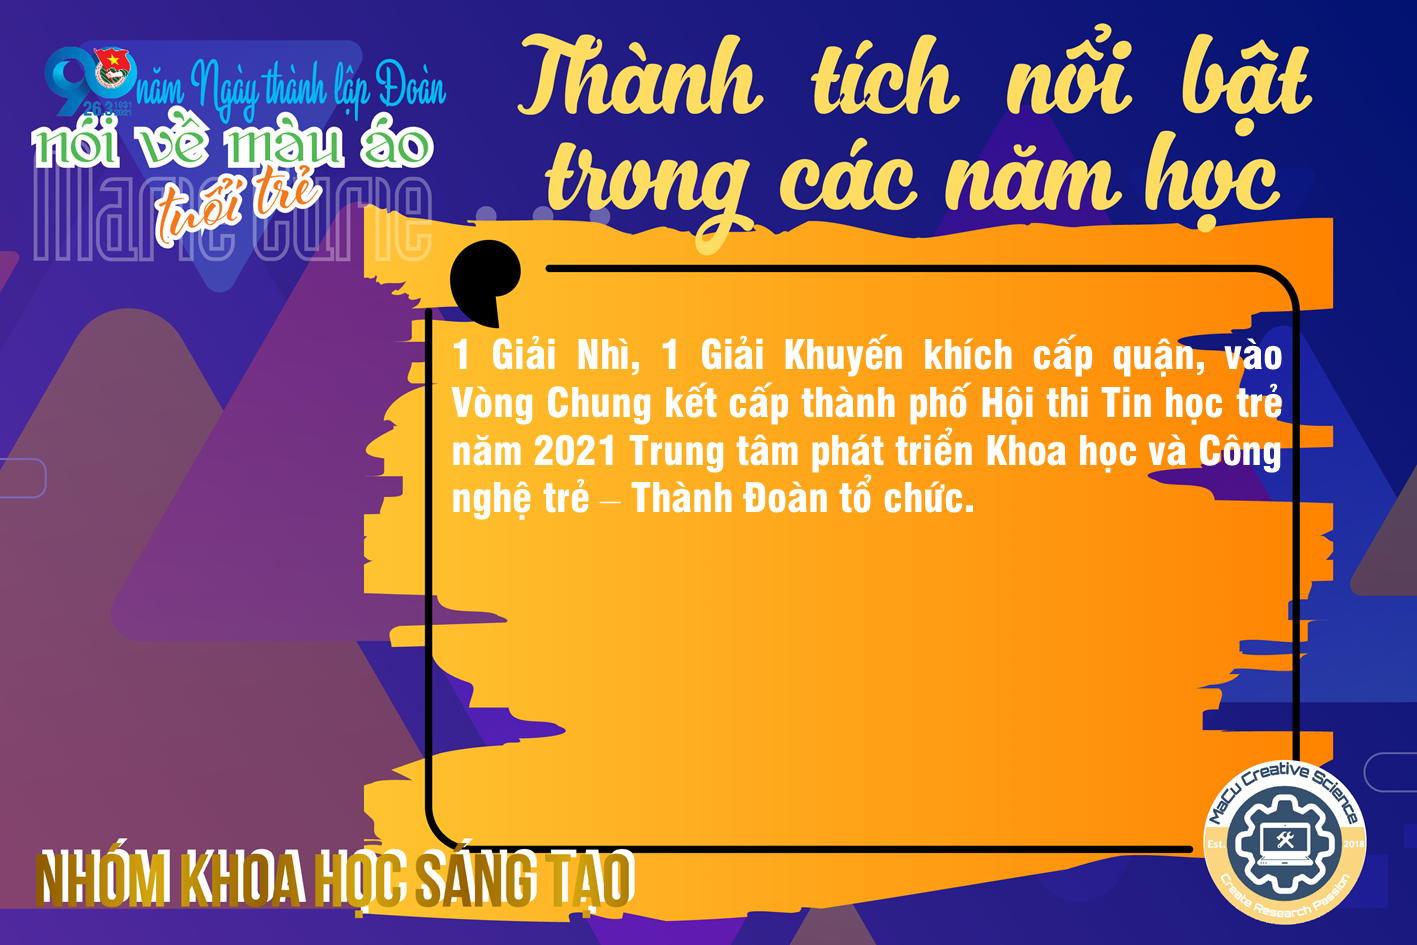 90 năm Ngày thành lập Đoàn
26.3 1931 2021
nói về màu áo
tuổi trẻ
Marie Curie
Thành tích nổi bật
trong các năm học
1 Giải Nhì, 1 Giải Khuyến khích cấp quận, vào
Vòng Chung kết cấp thành phố Hội thi Tin học trẻ
năm 2021 Trung tâm phát triển Khoa học và Công
nghệ trẻ – Thành Đoàn tổ chức.
NHÓM KHOA HỌC SÁNG TẠO
MaCu Creative Science
Est. 2018
Create Research Passion